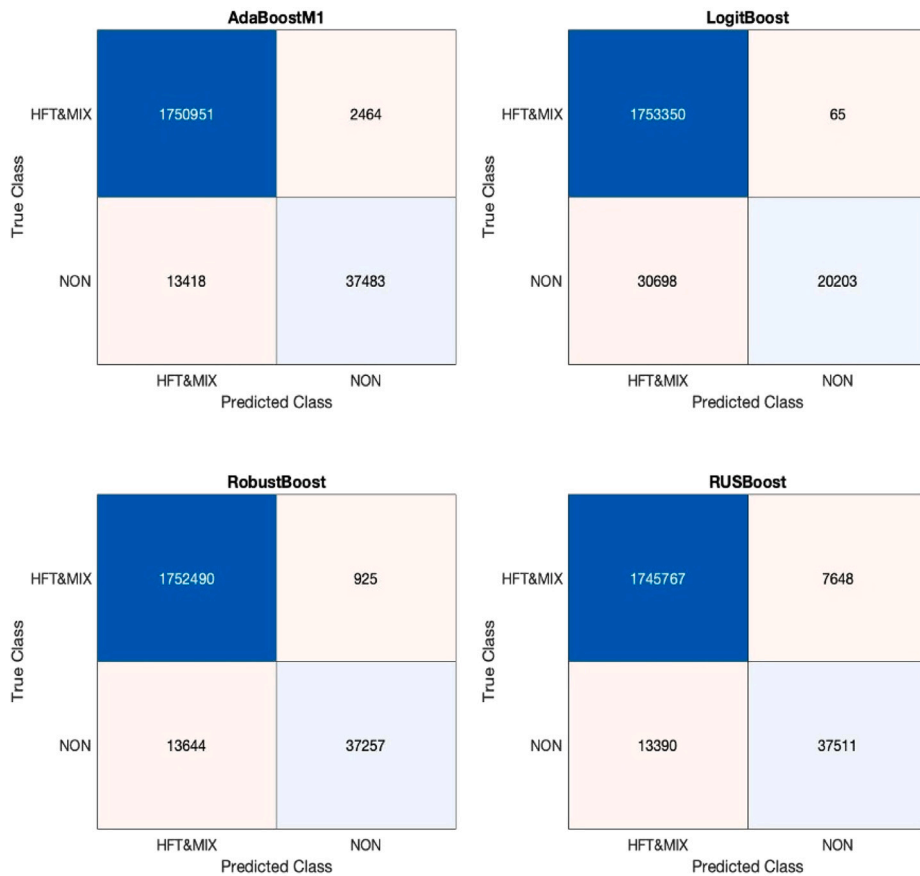 AdaBoostM1
True Class
HFT&MIX
1750951
2464
NON
13418
37483
HFT&MIX
NON
Predicted Class
LogitBoost
True Class
HFT&MIX
1753350
65
NON
30698
20203
HFT&MIX
NON
Predicted Class
RobustBoost
True Class
HFT&MIX
1752490
925
NON
13644
37257
HFT&MIX
NON
Predicted Class
RUSBoost
True Class
HFT&MIX
1745767
7648
NON
13390
37511
HFT&MIX
NON
Predicted Class